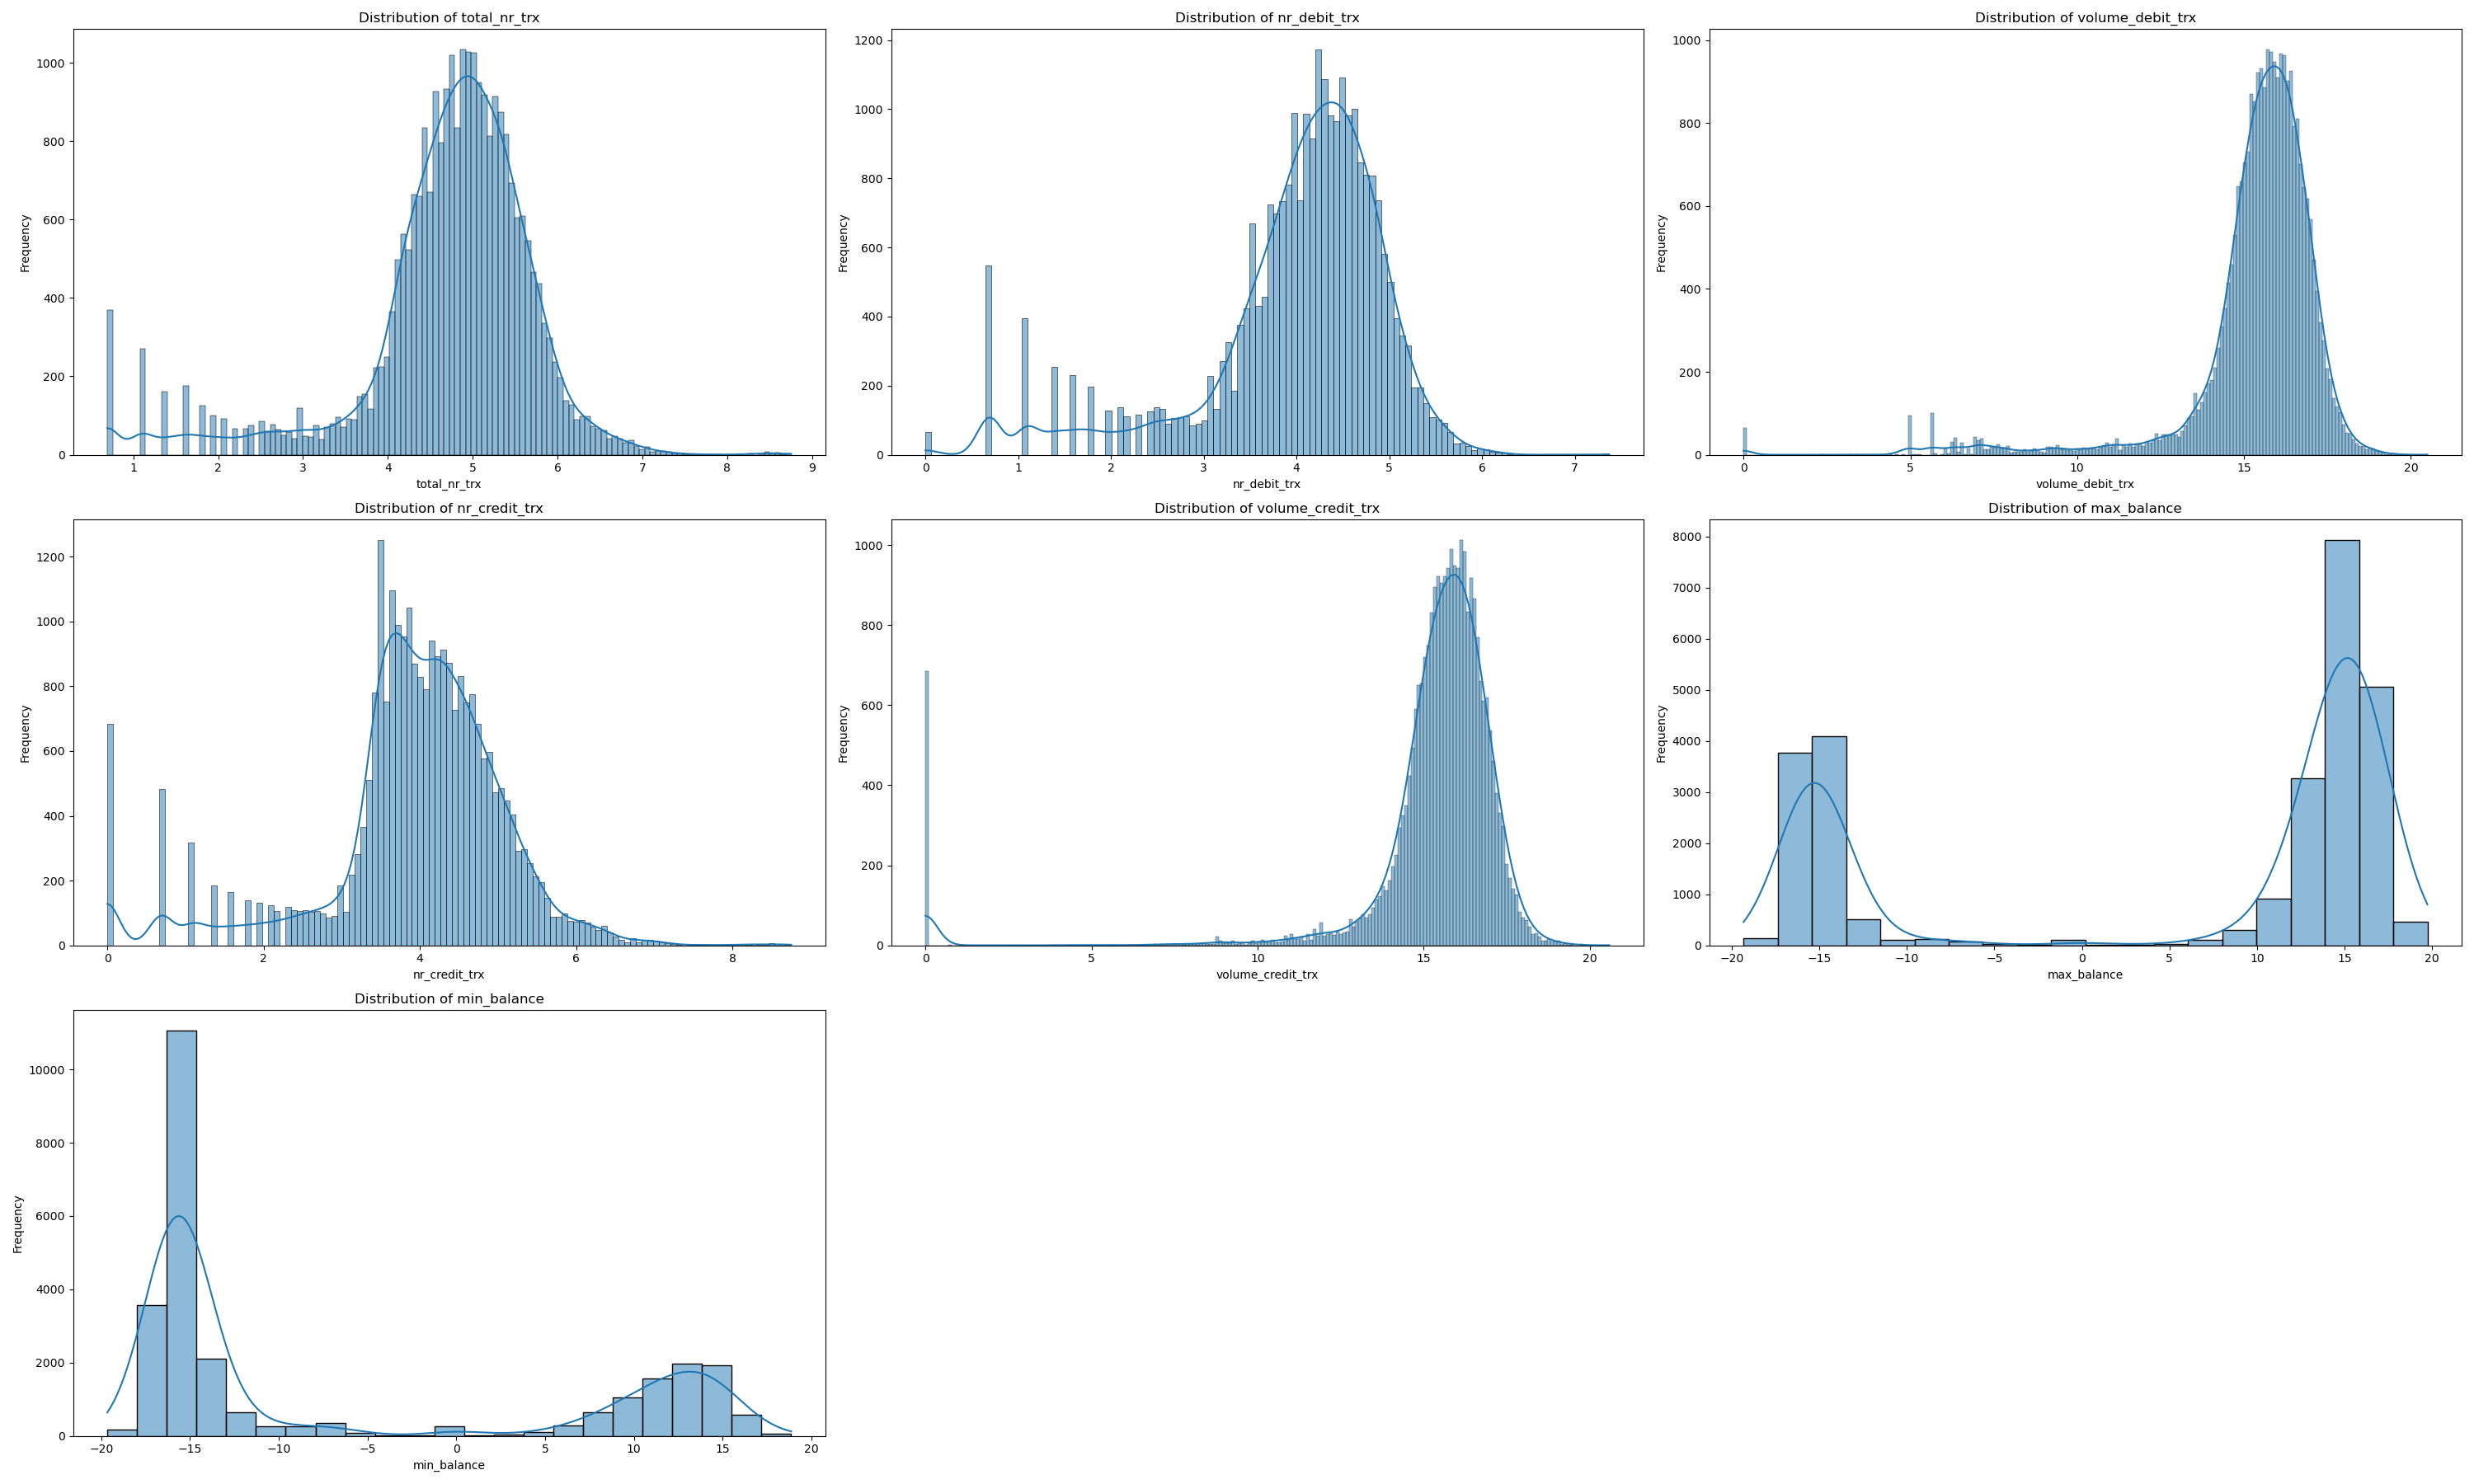 Distribution of total_nr_trx
Frequency
0
200
400
600
800
1000
1 2 3 4 5 6 7 8 9
total_nr_trx
Distribution of nr_debit_trx
Frequency
0
200
400
600
800
1000
1200
0 1 2 3 4 5 6 7
nr_debit_trx
Distribution of volume_debit_trx
Frequency
0
200
400
600
800
1000
0 5 10 15 20
volume_debit_trx
Distribution of nr_credit_trx
Frequency
0
200
400
600
800
1000
1200
0 2 4 6 8
nr_credit_trx
Distribution of volume_credit_trx
Frequency
0
200
400
600
800
1000
0 5 10 15 20
volume_credit_trx
Distribution of max_balance
Frequency
0
1000
2000
3000
4000
5000
6000
7000
8000
−20 −15 −10 −5 0 5 10 15 20
max_balance
Distribution of min_balance
Frequency
0
2000
4000
6000
8000
10000
−20 −15 −10 −5 0 5 10 15 20
min_balance